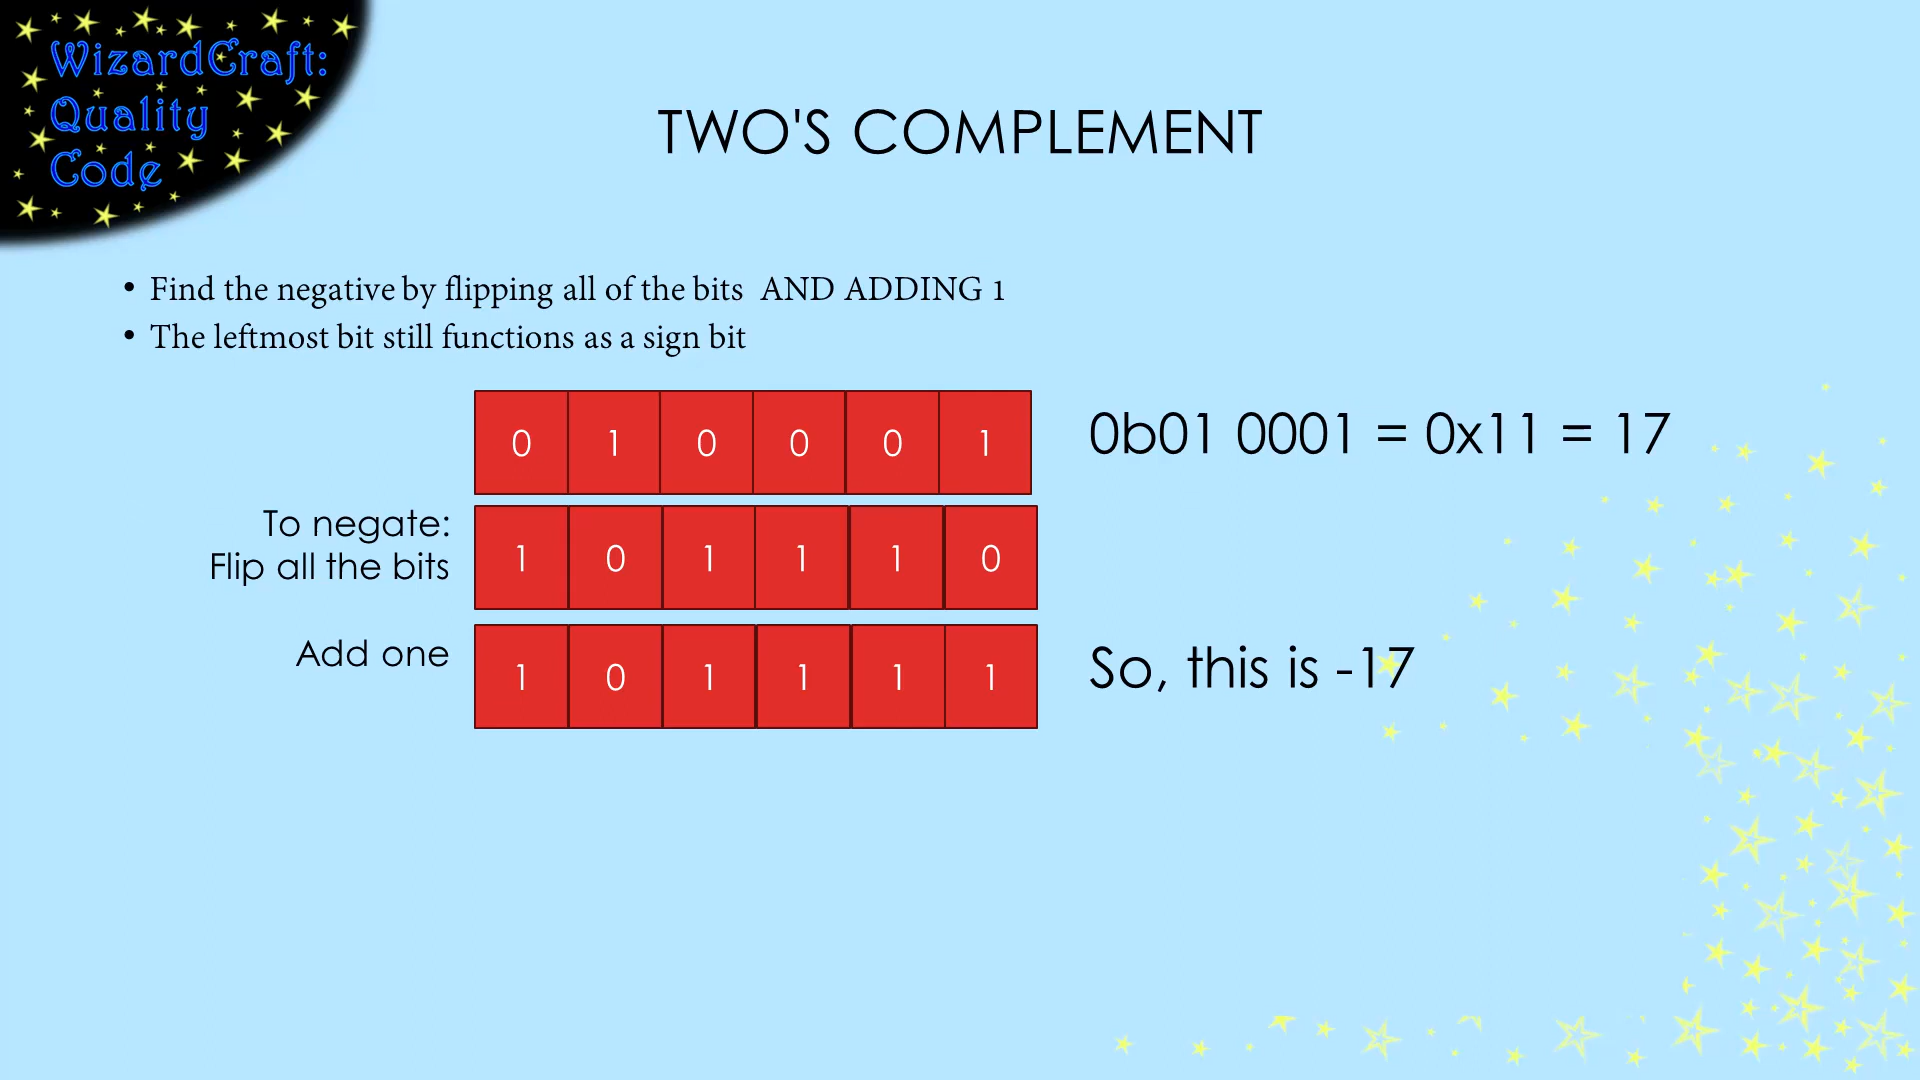 WizardCraft:
Quality
Code
TWO'S COMPLEMENT
• Find the negative by flipping all of the bits AND ADDING 1
• The leftmost bit still functions as a sign bit
0 1 0 0 0 1
0b01 0001 = 0x11 = 17
To negate:
Flip all the bits
1 0 1 1 1 0
Add one
1 0 1 1 1 1
So, this is -17